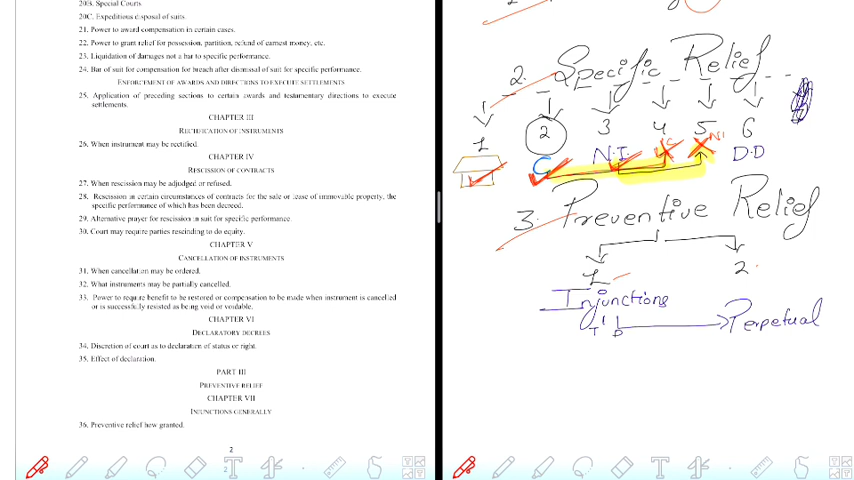 20B. Special Courts.
20C. Expeditious disposal of suits.
21. Power to award compensation in certain cases.
22. Power to grant relief for possession, partition, refund of earnest money, etc.
23. Liquidation of damages not a bar to specific performance.
24. Bar of suit for compensation for breach after dismissal of suit for specific performance.
ENFORCEMENT OF AWARDS AND DIRECTIONS TO EXECUTE SETTLEMENTS
25. Application of preceding sections to certain awards and testamentary directions to execute
settlements.
CHAPTER III
RECTIFICATION OF INSTRUMENTS
26. When instrument may be rectified.
CHAPTER IV
RESCISSION OF CONTRACTS
27. When rescission may be adjudged or refused.
28. Rescission in certain circumstances of contracts for the sale or lease of immovable property, the
specific performance of which has been decreed.
29. Alternative prayer for rescission in suit for specific performance.
30. Court may require parties rescinding to do equity.
CHAPTER V
CANCELLATION OF INSTRUMENTS
31. When cancellation may be ordered.
32. What instruments may be partially cancelled.
33. Power to require benefit to be restored or compensation to be made when instrument is cancelled
or is successfully resisted as being void or voidable.
CHAPTER VI
DECLARATORY DECREES
34. Discretion of court as to declaration of status or right.
35. Effect of declaration.
PART III
PREVENTIVE RELIEF
CHAPTER VII
INJUNCTIONS GENERALLY
36. Preventive relief how granted.
2
2. Specific Relief
1 2 3 4 5 6
C N.I. C N.I D.D
3. Preventive Relief
1 2.
Injunctions
T P Perpetual